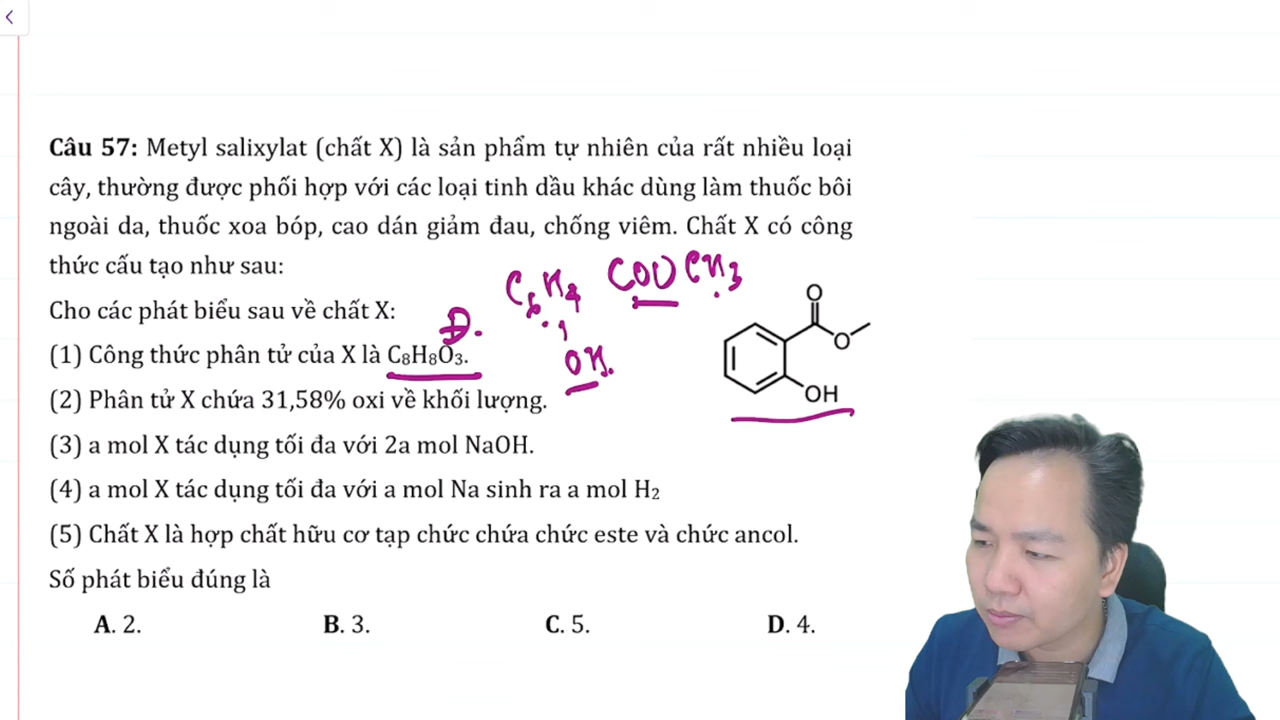 Câu 57: Metyl salixylat (chất X) là sản phẩm tự nhiên của rất nhiều loại
cây, thường được phối hợp với các loại tinh dầu khác dùng làm thuốc bôi
ngoài da, thuốc xoa bóp, cao dán giảm đau, chống viêm. Chất X có công
thức cấu tạo như sau:
C6H4 COOCH3
OH
O
O
OH
Cho các phát biểu sau về chất X:
Đ.
(1) Công thức phân tử của X là C₈H₈O₃.
(2) Phân tử X chứa 31,58% oxi về khối lượng.
(3) a mol X tác dụng tối đa với 2a mol NaOH.
(4) a mol X tác dụng tối đa với a mol Na sinh ra a mol H₂
(5) Chất X là hợp chất hữu cơ tạp chức chứa chức este và chức ancol.
Số phát biểu đúng là
A. 2. B. 3. C. 5. D. 4.